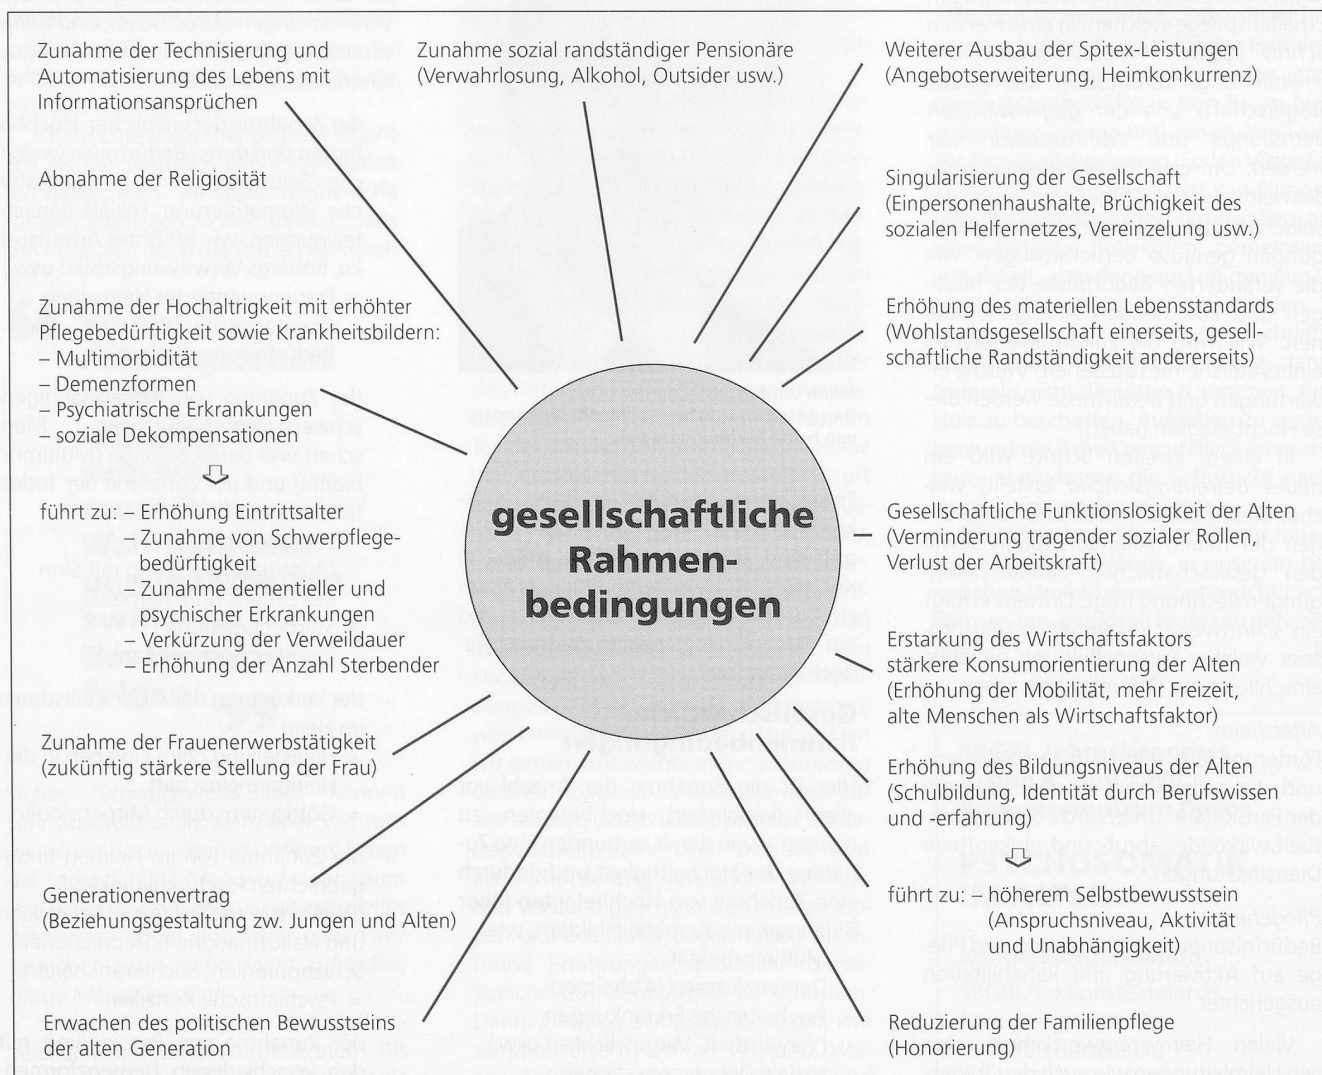 Zunahme der Technisierung und
Automatisierung des Lebens mit
Informationsansprüchen
Abnahme der Religiosität
Zunahme der Hochaltrigkeit mit erhöhter
Pflegebedürftigkeit sowie Krankheitsbildern:
– Multimorbidität
– Demenzformen
– Psychiatrische Erkrankungen
– soziale Dekompensationen
führt zu: – Erhöhung Eintrittsalter
– Zunahme von Schwerpflege-
bedürftigkeit
– Zunahme dementieller und
psychischer Erkrankungen
– Verkürzung der Verweildauer
– Erhöhung der Anzahl Sterbender
Zunahme der Frauenerwerbstätigkeit
(zukünftig stärkere Stellung der Frau)
Generationenvertrag
(Beziehungsgestaltung zw. Jungen und Alten)
Erwachen des politischen Bewusstseins
der alten Generation
Zunahme sozial randständiger Pensionäre
(Verwahrlosung, Alkohol, Outsider usw.)
gesellschaftliche
Rahmen-
bedingungen
Weiterer Ausbau der Spitex-Leistungen
(Angebotserweiterung, Heimkonkurrenz)
Singularisierung der Gesellschaft
(Einpersonenhaushalte, Brüchigkeit des
sozialen Helfernetzes, Vereinzelung usw.)
Erhöhung des materiellen Lebensstandards
(Wohlstandsgesellschaft einerseits, gesell-
schaftliche Randständigkeit andererseits)
Gesellschaftliche Funktionslosigkeit der Alten
(Verminderung tragender sozialer Rollen,
Verlust der Arbeitskraft)
Erstarkung des Wirtschaftsfaktors
stärkere Konsumorientierung der Alten
(Erhöhung der Mobilität, mehr Freizeit,
alte Menschen als Wirtschaftsfaktor)
Erhöhung des Bildungsniveaus der Alten
(Schulbildung, Identität durch Berufswissen
und -erfahrung)
führt zu: – höherem Selbstbewusstsein
(Anspruchsniveau, Aktivität
und Unabhängigkeit)
Reduzierung der Familienpflege
(Honorierung)